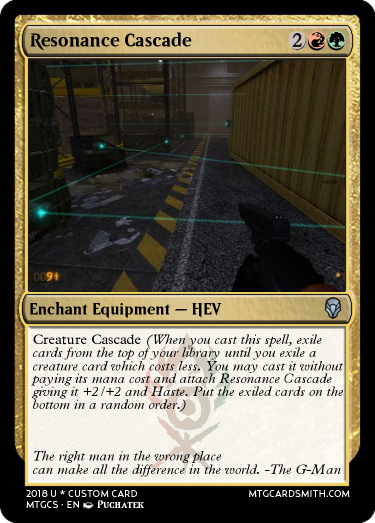 Resonance Cascade 2
Enchant Equipment — HEV
Creature Cascade (When you cast this spell, exile
cards from the top of your library until you exile a
creature card which costs less. You may cast it without
paying its mana cost and attach Resonance Cascade
giving it +2/+2 and Haste. Put the exiled cards on the
bottom in a random order.)
The right man in the wrong place
can make all the difference in the world. -The G-Man
2018 U * CUSTOM CARD
MTGCS • EN PUCHATEK
MTGCARDSMITH.COM